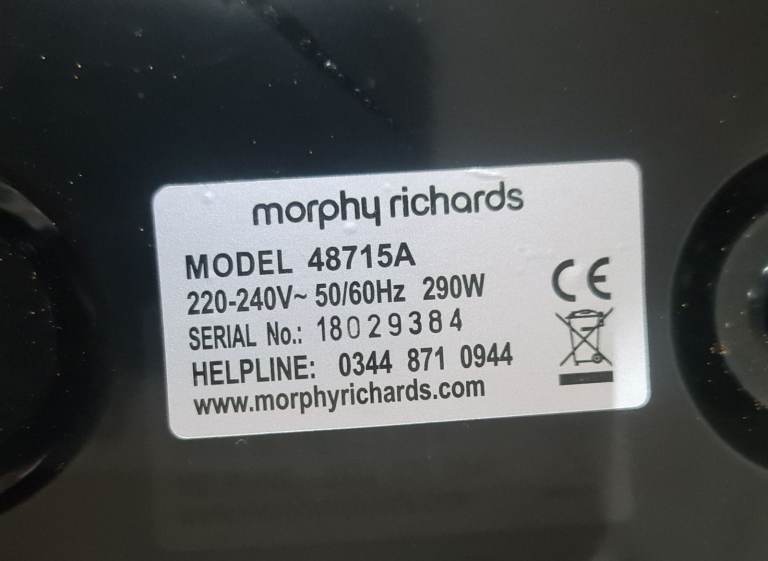 morphy richards
MODEL 48715A
220-240V~ 50/60Hz 290W
SERIAL No.: 18029384
HELPLINE: 0344 871 0944
www.morphyrichards.com
CE